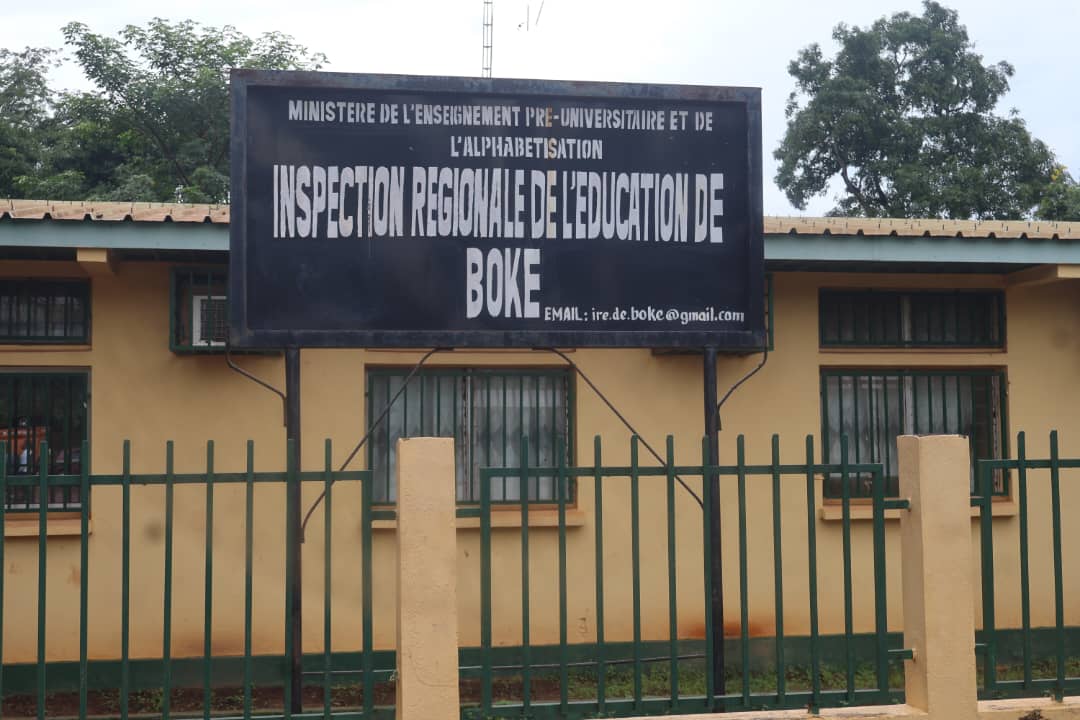 MINISTERE DE L'ENSEIGNEMENT PRE-UNIVERSITAIRE ET DE
L'ALPHABETISATION
INSPECTION REGIONALE DE L'EDUCATION DE
BOKE
EMAIL: ire.de.boke@gmail.com